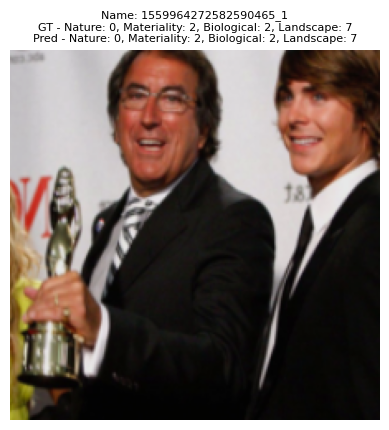 Name: 1559964272582590465_1
GT - Nature: 0, Materiality: 2, Biological: 2, Landscape: 7
Pred - Nature: 0, Materiality: 2, Biological: 2, Landscape: 7